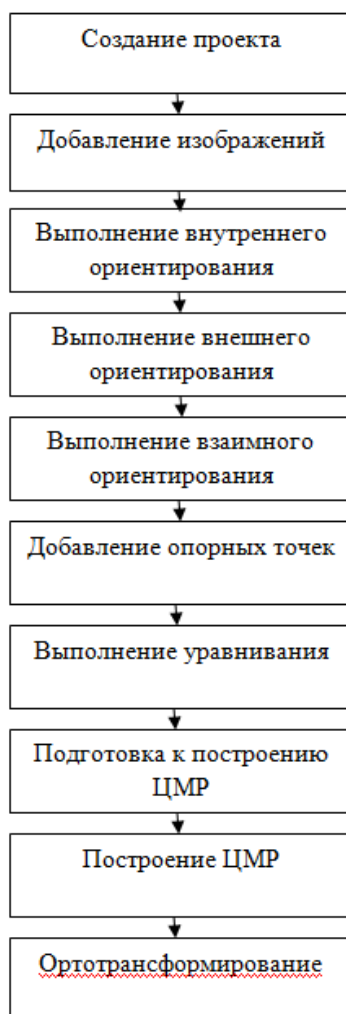 Создание проекта
Добавление изображений
Выполнение внутреннего
ориентирования
Выполнение внешнего
ориентирования
Выполнение взаимного
ориентирования
Добавление опорных точек
Выполнение уравнивания
Подготовка к построению
ЦМР
Построение ЦМР
Ортотрансформирование